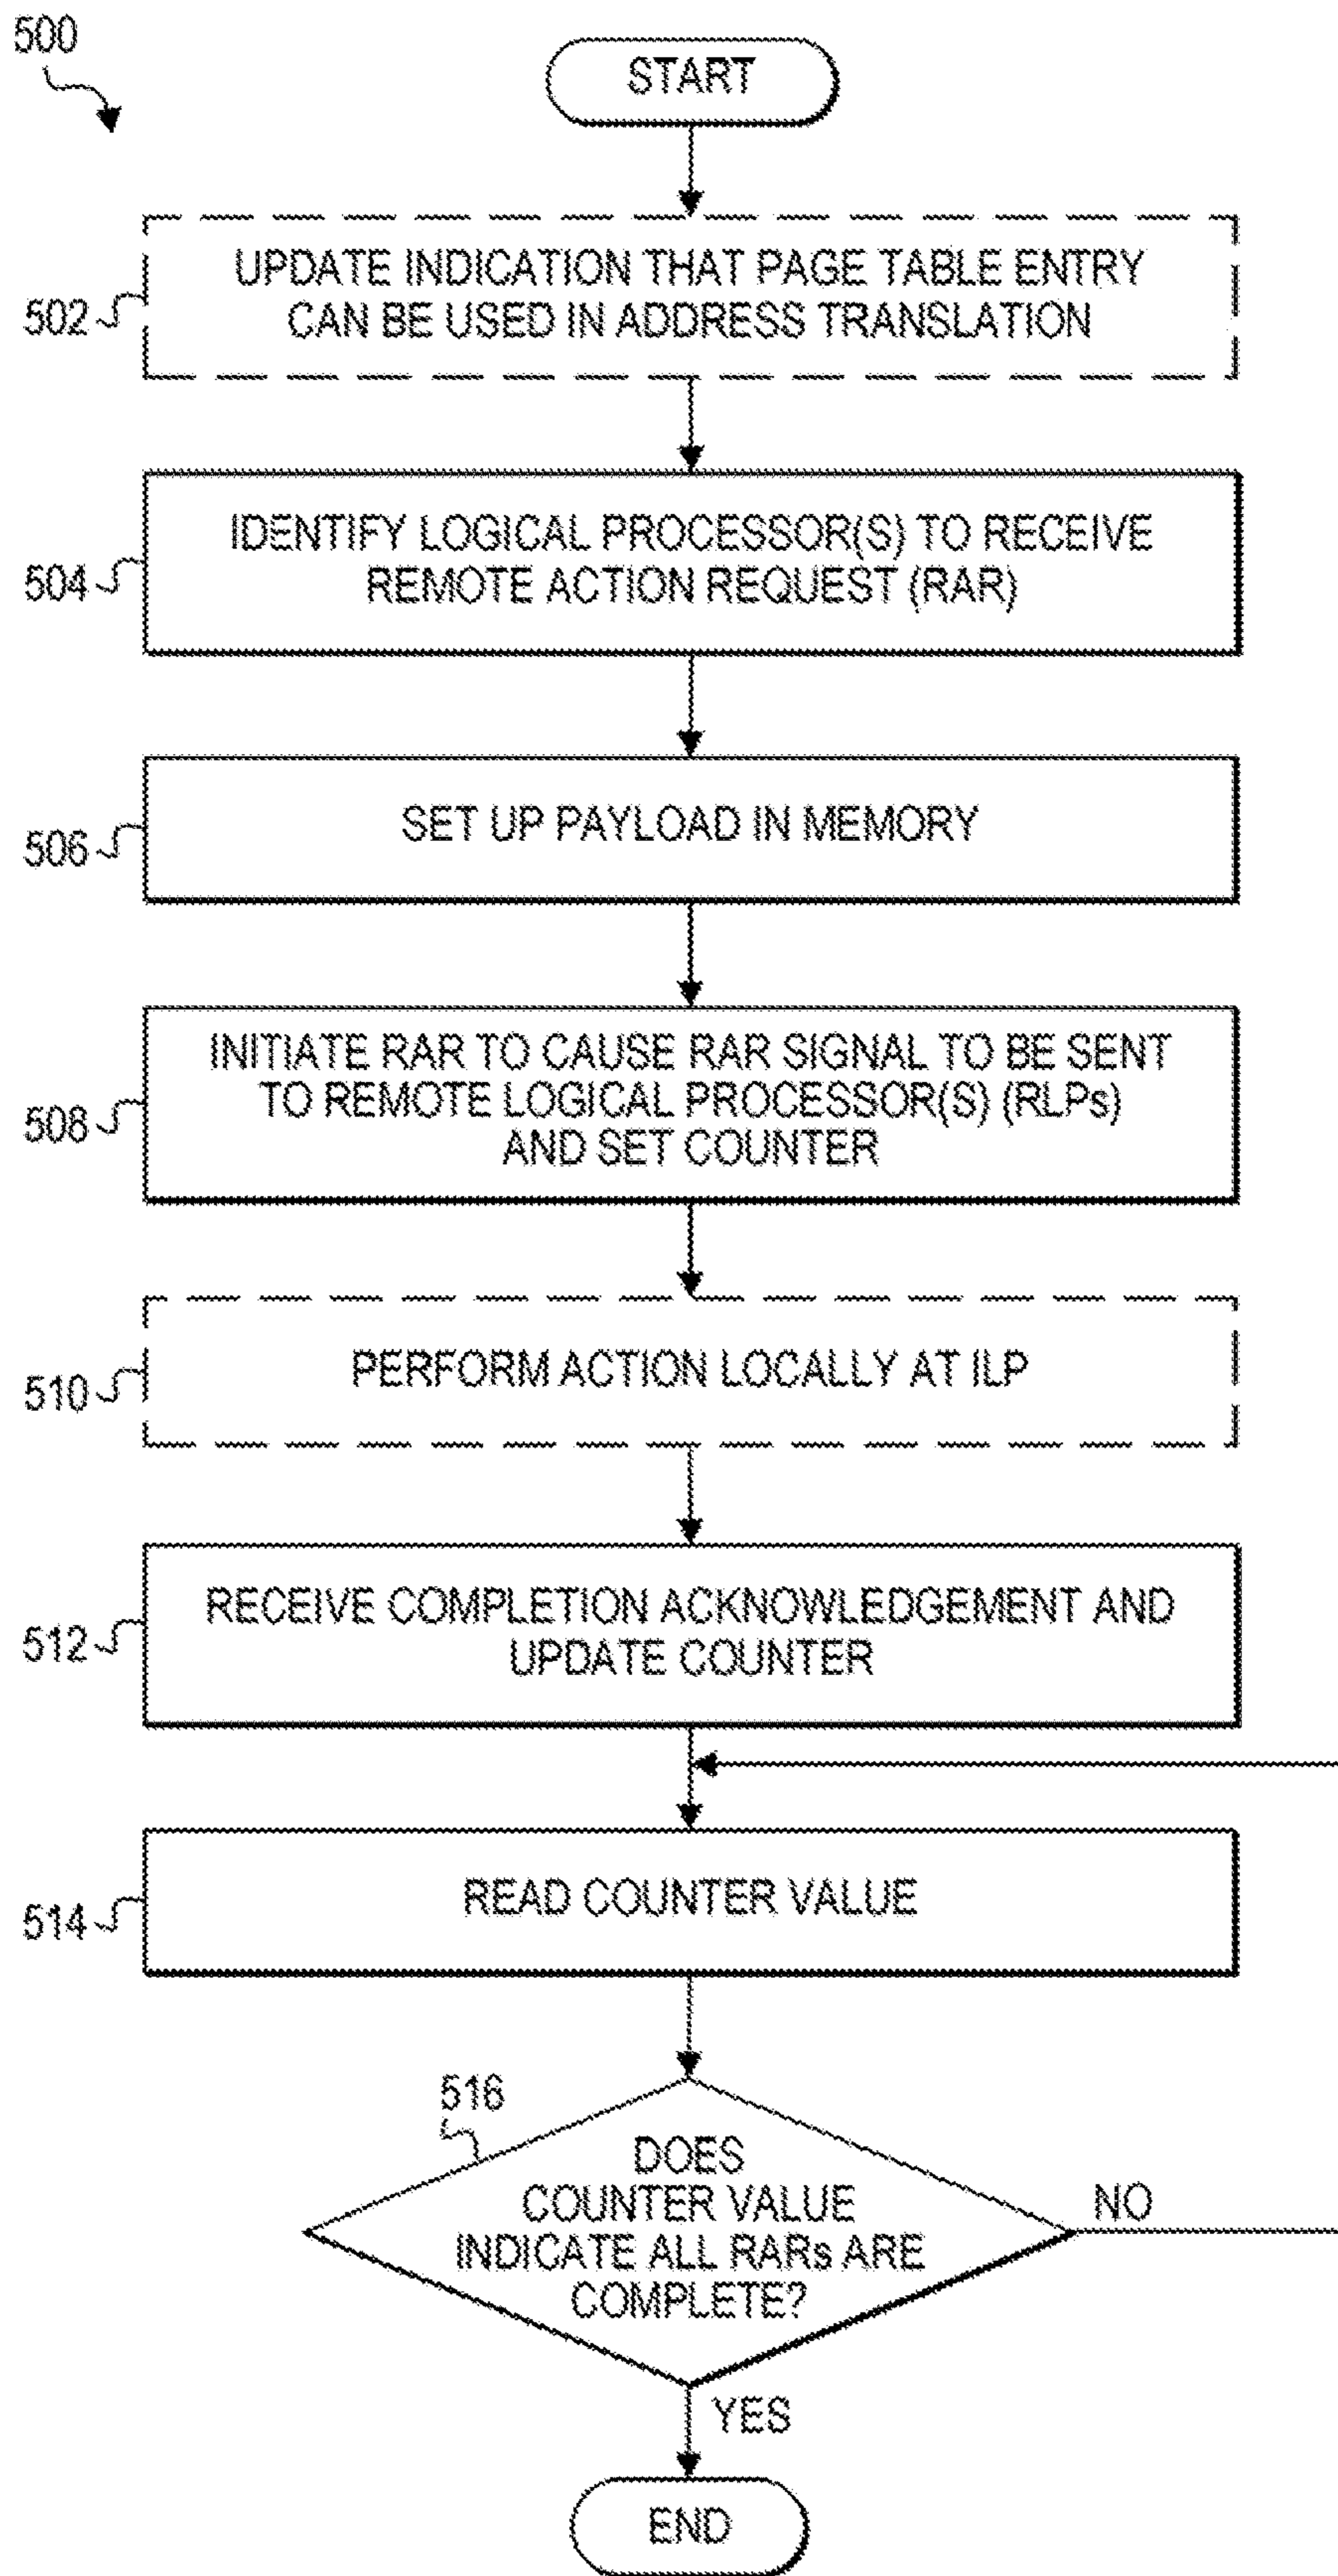 500
START
502
UPDATE INDICATION THAT PAGE TABLE ENTRY
CAN BE USED IN ADDRESS TRANSLATION
504
IDENTIFY LOGICAL PROCESSOR(S) TO RECEIVE
REMOTE ACTION REQUEST (RAR)
506
SET UP PAYLOAD IN MEMORY
508
INITIATE RAR TO CAUSE RAR SIGNAL TO BE SENT
TO REMOTE LOGICAL PROCESSOR(S) (RLPs)
AND SET COUNTER
510
PERFORM ACTION LOCALLY AT ILP
512
RECEIVE COMPLETION ACKNOWLEDGEMENT AND
UPDATE COUNTER
514
READ COUNTER VALUE
516
DOES
COUNTER VALUE
INDICATE ALL RARs ARE
COMPLETE?
NO
YES
END